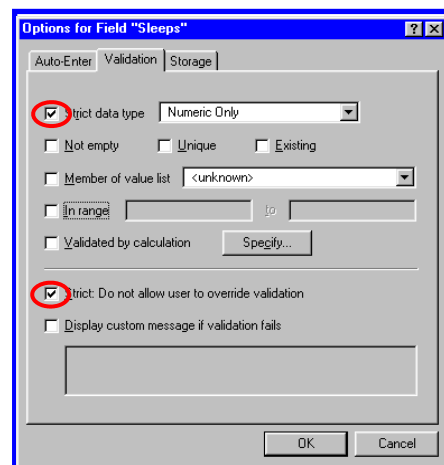 Options for Field "Sleeps"
Auto-Enter Validation Storage
Strict data type Numeric Only
Not empty Unique Existing
Member of value list <unknown>
In range to
Validated by calculation Specify...
Strict: Do not allow user to override validation
Display custom message if validation fails
OK Cancel